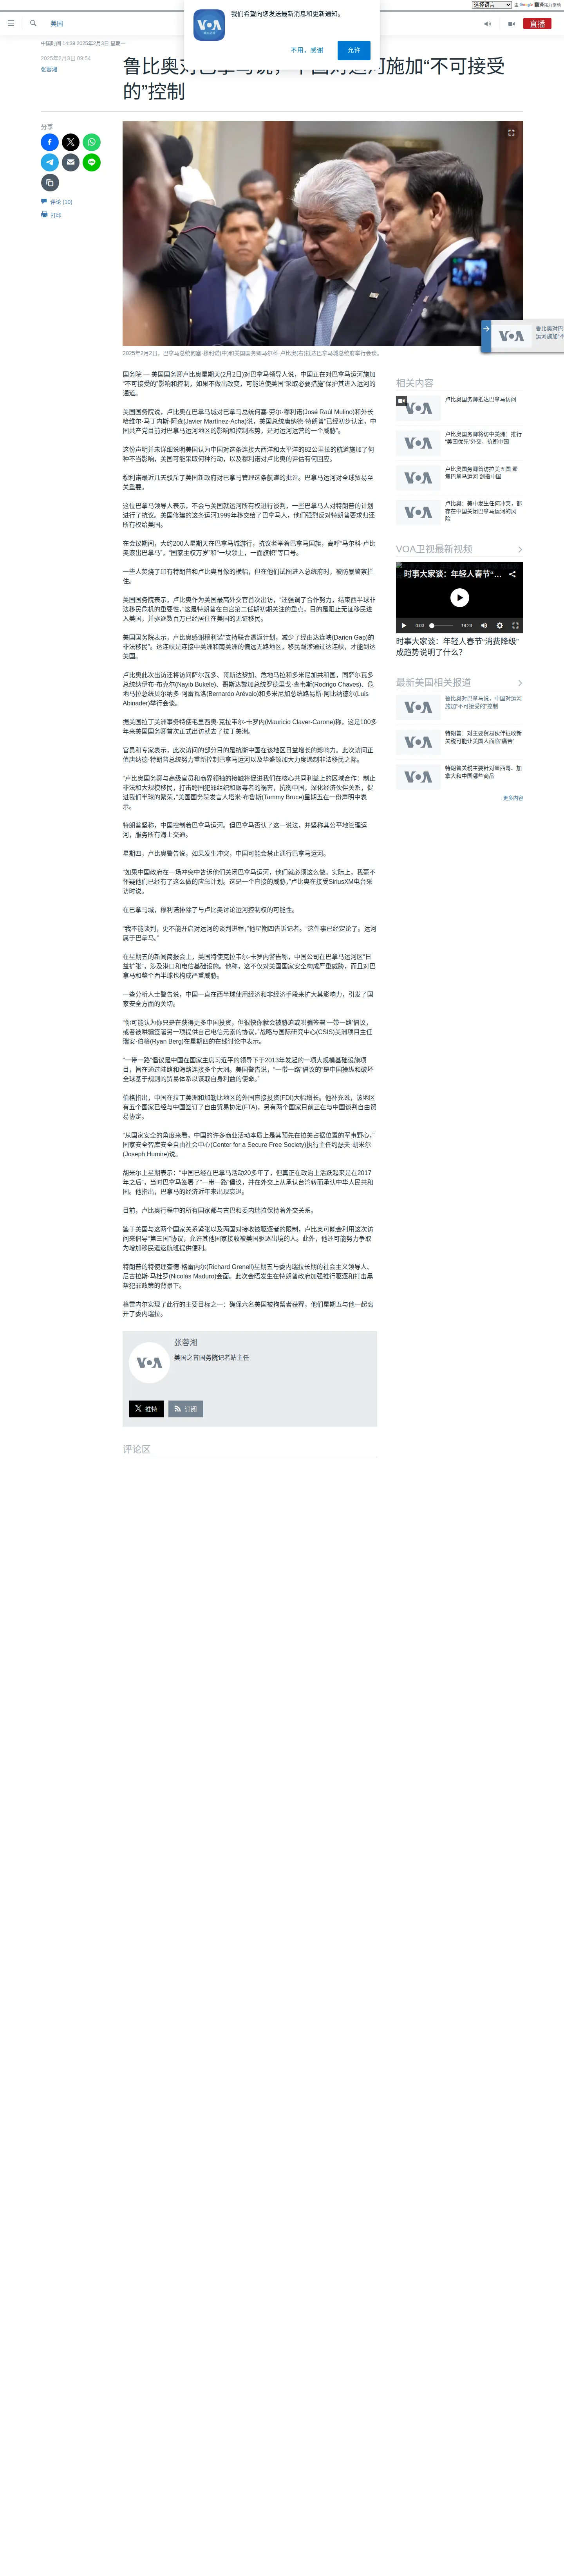 选择语言 由 Google 翻译强力驱动
我们希望向您发送最新消息和更新通知。
不用，感谢 允许
美国
直播
中国时间 14:39 2025年2月3日 星期一
鲁比奥对巴拿马说，中国对运河施加“不可接受
的”控制
2025年2月3日 09:54
张蓉湘
分享
评论 (10)
打印
2025年2月2日，巴拿马总统何塞·穆利诺(中)和美国国务卿马尔科·卢比奥(右)抵达巴拿马城总统府举行会谈。
国务院 — 美国国务卿卢比奥星期天(2月2日)对巴拿马领导人说，中国正在对巴拿马运河施加
“不可接受的”影响和控制，如果不做出改变，可能迫使美国“采取必要措施”保护其进入运河的
通道。
美国国务院说，卢比奥在巴拿马城对巴拿马总统何塞·劳尔·穆利诺(José Raúl Mulino)和外长
哈维尔·马丁内斯-阿查(Javier Martínez-Acha)说，美国总统唐纳德·特朗普“已经初步认定，中
国共产党目前对巴拿马运河地区的影响和控制态势，是对运河运营的一个威胁”。
这份声明并未详细说明美国认为中国对这条连接大西洋和太平洋的82公里长的航道施加了何
种不当影响，美国可能采取何种行动，以及穆利诺对卢比奥的评估有何回应。
穆利诺最近几天驳斥了美国新政府对巴拿马管理这条航道的批评。巴拿马运河对全球贸易至
关重要。
这位巴拿马领导人表示，不会与美国就运河所有权进行谈判，一些巴拿马人对特朗普的计划
进行了抗议。美国修建的这条运河1999年移交给了巴拿马人，他们强烈反对特朗普要求归还
所有权给美国。
在会议期间，大约200人星期天在巴拿马城游行，抗议者举着巴拿马国旗，高呼“马尔科·卢比
奥滚出巴拿马”，“国家主权万岁”和“一块领土，一面旗帜”等口号。
一些人焚烧了印有特朗普和卢比奥肖像的横幅，但在他们试图进入总统府时，被防暴警察拦
住。
美国国务院表示，卢比奥作为美国最高外交官首次出访，“还强调了合作努力，结束西半球非
法移民危机的重要性，”这是特朗普在白宫第二任期初期关注的重点，目的是阻止无证移民进
入美国，并驱逐数百万已经居住在美国的无证移民。
美国国务院表示，卢比奥感谢穆利诺“支持联合遣返计划，减少了经由达连峡(Darien Gap)的
非法移民”。达连峡是连接中美洲和南美洲的偏远无路地区，移民越涉通过达连峡，才能到达
美国。
卢比奥此次出访还将访问萨尔瓦多、哥斯达黎加、危地马拉和多米尼加共和国，同萨尔瓦多
总统纳伊布·布克尔(Nayib Bukele)、哥斯达黎加总统罗德里戈·查韦斯(Rodrigo Chaves)、危
地马拉总统贝尔纳多·阿雷瓦洛(Bernardo Arévalo)和多米尼加总统路易斯·阿比纳德尔(Luis
Abinader)举行会谈。
据美国拉丁美洲事务特使毛里西奥·克拉韦尔-卡罗内(Mauricio Claver-Carone)称，这是100多
年来美国国务卿首次正式出访就去了拉丁美洲。
官员和专家表示，此次访问的部分目的是抗衡中国在该地区日益增长的影响力。此次访问正
值唐纳德·特朗普总统努力重新控制巴拿马运河以及华盛顿加大力度遏制非法移民之际。
“卢比奥国务卿与高级官员和商界领袖的接触将促进我们在核心共同利益上的区域合作：制止
非法和大规模移民，打击跨国犯罪组织和贩毒者的祸害，抗衡中国，深化经济伙伴关系，促
进我们半球的繁荣，”美国国务院发言人塔米·布鲁斯(Tammy Bruce)星期五在一份声明中表
示。
特朗普坚称，中国控制着巴拿马运河。但巴拿马否认了这一说法，并坚称其公平地管理运
河，服务所有海上交通。
星期四，卢比奥警告说，如果发生冲突，中国可能会禁止通行巴拿马运河。
“如果中国政府在一场冲突中告诉他们关闭巴拿马运河，他们就必须这么做。实际上，我毫不
怀疑他们已经有了这么做的应急计划。这是一个直接的威胁，”卢比奥在接受SiriusXM电台采
访时说。
在巴拿马城，穆利诺排除了与卢比奥讨论运河控制权的可能性。
“我不能谈判，更不能开启对运河的谈判进程，”他星期四告诉记者。“这件事已经定论了。运河
属于巴拿马。”
在星期五的新闻简报会上，美国特使克拉韦尔-卡罗内警告称，中国公司在巴拿马运河区“日
益扩张”，涉及港口和电信基础设施。他称，这不仅对美国国家安全构成严重威胁，而且对巴
拿马和整个西半球也构成严重威胁。
一些分析人士警告说，中国一直在西半球使用经济和非经济手段来扩大其影响力，引发了国
家安全方面的关切。
“你可能认为你只是在获得更多中国投资，但很快你就会被胁迫或哄骗签署‘一带一路’倡议，
或者被哄骗签署另一项提供自己电信元素的协议，”战略与国际研究中心(CSIS)美洲项目主任
瑞安·伯格(Ryan Berg)在星期四的在线讨论中表示。
“一带一路”倡议是中国在国家主席习近平的领导下于2013年发起的一项大规模基础设施项
目，旨在通过陆路和海路连接多个大洲。美国警告说，“一带一路”倡议的“是中国操纵和破坏
全球基于规则的贸易体系以谋取自身利益的使命。”
伯格指出，中国在拉丁美洲和加勒比地区的外国直接投资(FDI)大幅增长。他补充说，该地区
有五个国家已经与中国签订了自由贸易协定(FTA)，另有两个国家目前正在与中国谈判自由贸
易协定。
“从国家安全的角度来看，中国的许多商业活动本质上是其预先在拉美占据位置的军事野心，”
国家安全智库安全自由社会中心(Center for a Secure Free Society)执行主任约瑟夫·胡米尔
(Joseph Humire)说。
胡米尔上星期表示：“中国已经在巴拿马活动20多年了，但真正在政治上活跃起来是在2017
年之后”，当时巴拿马签署了“一带一路”倡议，并在外交上从承认台湾转而承认中华人民共和
国。他指出，巴拿马的经济近年来出现衰退。
目前，卢比奥行程中的所有国家都与古巴和委内瑞拉保持着外交关系。
鉴于美国与这两个国家关系紧张以及两国对接收被驱逐者的限制，卢比奥可能会利用这次访
问来倡导“第三国”协议，允许其他国家接收被美国驱逐出境的人。此外，他还可能努力争取
为增加移民遣返航班提供便利。
特朗普的特使理查德·格雷内尔(Richard Grenell)星期五与委内瑞拉长期的社会主义领导人、
尼古拉斯·马杜罗(Nicolás Maduro)会面。此次会晤发生在特朗普政府加强推行驱逐和打击黑
帮犯罪政策的背景下。
格雷内尔实现了此行的主要目标之一：确保六名美国被拘留者获释，他们星期五与他一起离
开了委内瑞拉。
张蓉湘
美国之音国务院记者站主任
推特 订阅
评论区
鲁比奥对巴
运河施加“不
相关内容
卢比奥国务卿抵达巴拿马访问
卢比奥国务卿将访中美洲：推行
“美国优先”外交，抗衡中国
卢比奥国务卿首访拉美五国 聚
焦巴拿马运河 剑指中国
卢比奥：美中发生任何冲突，都
存在中国关闭巴拿马运河的风
险
VOA卫视最新视频
时事大家谈：年轻人春节“...
0:00 18:23
时事大家谈：年轻人春节“消费降级”
成趋势说明了什么？
最新美国相关报道
鲁比奥对巴拿马说，中国对运河
施加“不可接受的”控制
特朗普：对主要贸易伙伴征收新
关税可能让美国人面临“痛苦”
特朗普关税主要针对墨西哥、加
拿大和中国哪些商品
更多内容